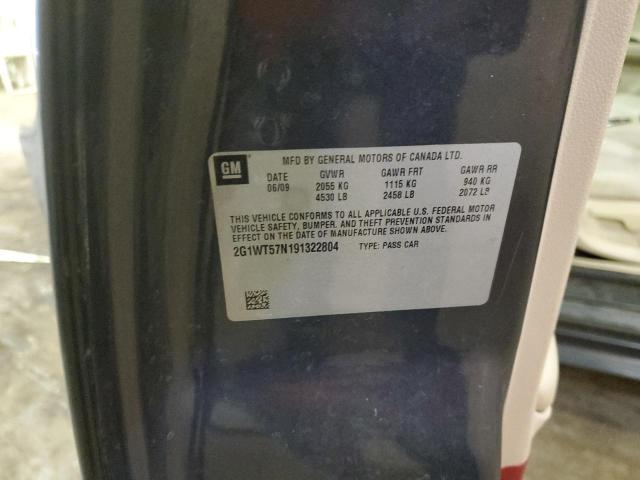 GM
MFD BY GENERAL MOTORS OF CANADA LTD.
DATE GVWR GAWR FRT GAWR RR
06/09 2055 KG 1115 KG 940 KG
4530 LB 2458 LB 2072 LB
THIS VEHICLE CONFORMS TO ALL APPLICABLE U.S. FEDERAL MOTOR
VEHICLE SAFETY, BUMPER, AND THEFT PREVENTION STANDARDS IN
EFFECT ON THE DATE OF MANUFACTURE SHOWN ABOVE.
2G1WT57N191322804 TYPE: PASS CAR